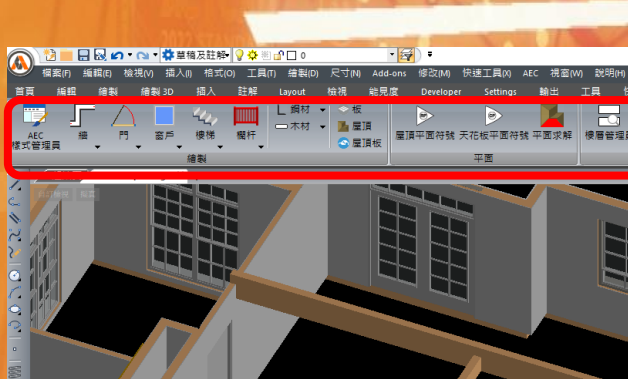 草稿及註解
0
檔案(F) 編輯(E) 檢視(V) 插入(I) 格式(O) 工具(T) 繪製(D) 尺寸(N) Add-ons 修改(M) 快速工具(X) AEC 視窗(W) 說明(H)
首頁 編輯 繪製 繪製 3D 插入 註解 Layout 檢視 能見度 Developer Settings 輸出 工具
鋼材 板
木材 屋頂
屋頂板
AEC 樣式管理員 牆 門 窗戶 樓梯 欄杆 屋頂平面符號 天花板平面符號 平面求解 樓層管理員
繪製 平面